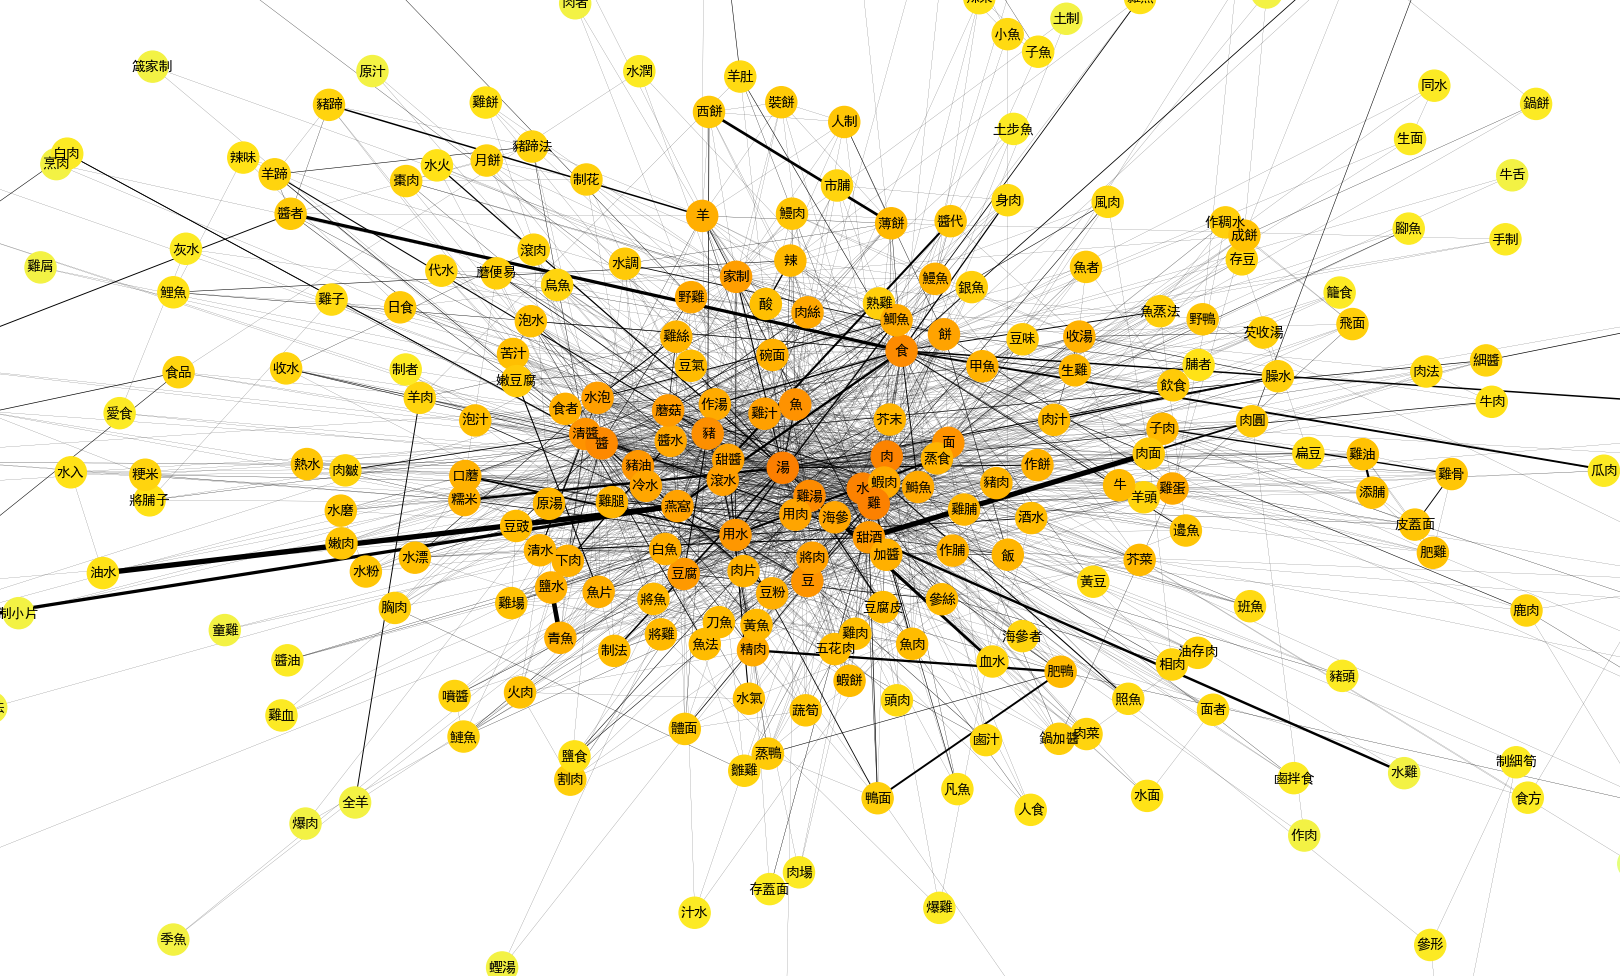 肉者
辣菜
雞魚
土制
小魚
子魚
箴家制
原汁
水潤
羊肚
同水
鍋餅
豬蹄
雞餅
西餅
裝餅
人制
土步魚
生面
白肉
烹肉
辣味
羊蹄
水火
月餅
豬蹄法
棗肉
制花
市脯
牛舌
醬者
羊
鰻肉
薄餅
醬代
身肉
風肉
作稠水
成餅
腳魚
手制
灰水
滾肉
水調
辣
存豆
雞屑
代水
磨便易
烏魚
家制
鰻魚
銀魚
魚者
鯉魚
雞子
日食
野雞
酸
肉絲
熟雞
籠食
泡水
鯽魚
魚蒸法
野鴨
飛面
雞絲
餅
豆味
收湯
芡收湯
苦汁
豆氣
碗面
食
甲魚
生雞
脯者
細醬
食品
收水
制者
嫩豆腐
飲食
臊水
肉法
羊肉
食者
水泡
作湯
魚
牛肉
愛食
泡汁
磨菇
豬
雞汁
芥末
肉汁
肉圓
清醬
醬
醬水
面
子肉
熱水
肉皺
豬油
甜醬
湯
肉
蒸食
作餅
肉面
扁豆
雞油
水入
粳米
口蘑
冷水
滾水
水
蝦肉
鱘魚
豬肉
牛
雞蛋
雞骨
瓜肉
將脯子
糯米
原湯
雞腿
燕窩
雞湯
雞
羊頭
添脯
水磨
豆豉
用肉
海參
雞脯
酒水
邊魚
皮蓋面
嫩肉
清水
下肉
白魚
用水
甜酒
加醬
作脯
飯
芥菜
肥雞
油水
水粉
水漂
鹽水
豆腐
肉片
將肉
豆
黃豆
制小片
胸肉
雞場
魚片
將魚
豆粉
豆腐皮
參絲
班魚
鹿肉
童雞
青魚
將雞
刀魚
黃魚
雞肉
魚肉
海參者
醬油
制法
魚法
精肉
五花肉
血水
肥鴨
相肉
油存肉
豬頭
噴醬
火肉
水氣
蝦餅
頭肉
照魚
法
雞血
鰱魚
體面
蔬筍
鹵汁
鍋加醬
肉菜
面者
鹽食
割肉
雛雞
蒸鴨
鴨面
凡魚
水面
鹵拌食
水雞
制細筍
食方
全羊
爆肉
人食
作肉
存蓋面
肉場
汁水
爆雞
季魚
參形
鰹湯